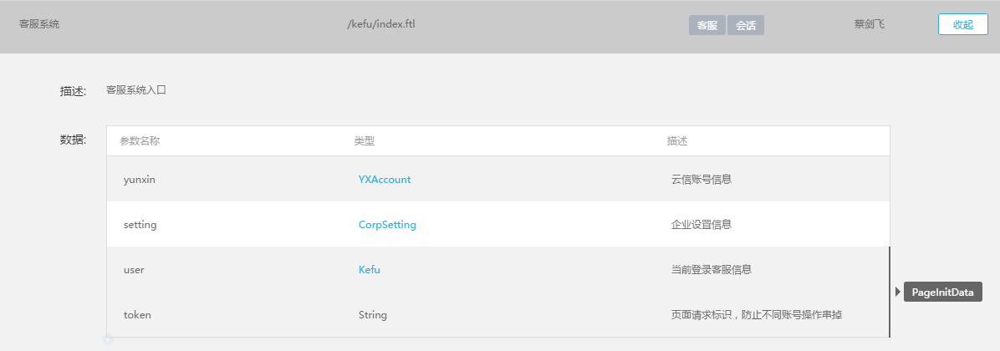 客服系统 /kefu/index.ftl 客服 会话 蔡剑飞 收起
描述: 客服系统入口
数据:
参数名称 类型 描述
yunxin YXAccount 云信账号信息
setting CorpSetting 企业设置信息
user Kefu 当前登录客服信息
PageInitData
token String 页面请求标识，防止不同账号操作串掉